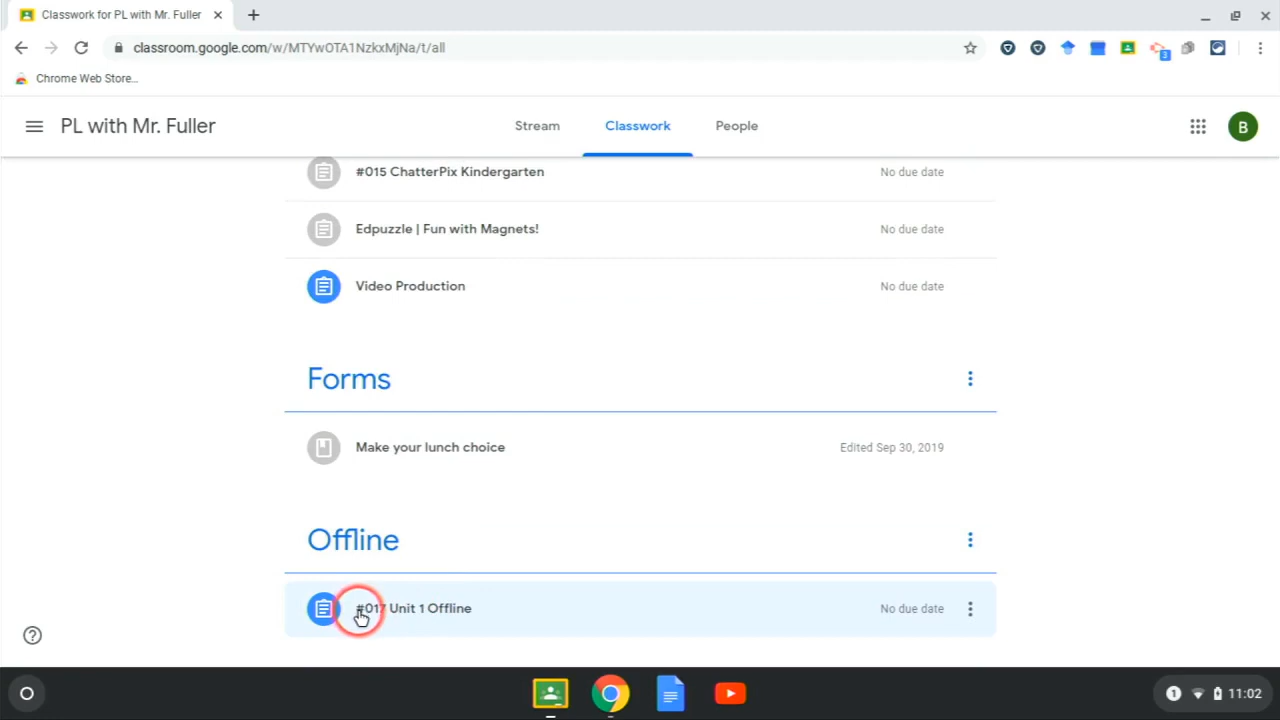 Classwork for PL with Mr. Fuller
classroom.google.com/w/MTYwOTA1NzkxMjNa/t/all
3
Chrome Web Store...
PL with Mr. Fuller
Stream
Classwork
People
B
#015 ChatterPix Kindergarten
No due date
Edpuzzle | Fun with Magnets!
No due date
Video Production
No due date
Forms
Make your lunch choice
Edited Sep 30, 2019
Offline
#017 Unit 1 Offline
No due date
1
11:02